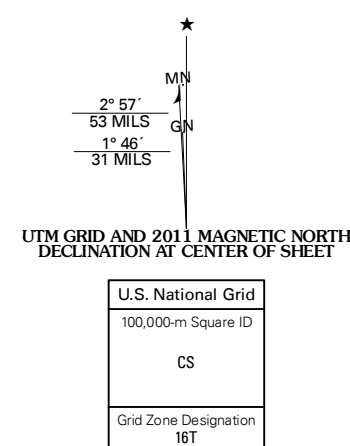 MN
2° 57´
53 MILS
GN
1° 46´
31 MILS
UTM GRID AND 2011 MAGNETIC NORTH
DECLINATION AT CENTER OF SHEET
U.S. National Grid
100,000-m Square ID
CS
Grid Zone Designation
16T